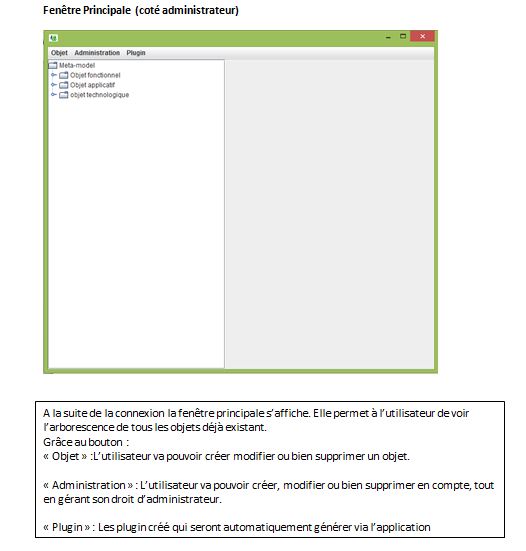 Fenêtre Principale (coté administrateur)
Objet Administration Plugin
Meta-model
Objet fonctionnel
Objet applicatif
objet technologique
A la suite de la connexion la fenêtre principale s’affiche. Elle permet à l’utilisateur de voir
l’arborescence de tous les objets déjà existant.
Grâce au bouton :
« Objet » :L’utilisateur va pouvoir créer modifier ou bien supprimer un objet.
« Administration » : L’utilisateur va pouvoir créer, modifier ou bien supprimer en compte, tout
en gérant son droit d’administrateur.
« Plugin » : Les plugin créé qui seront automatiquement générer via l’application